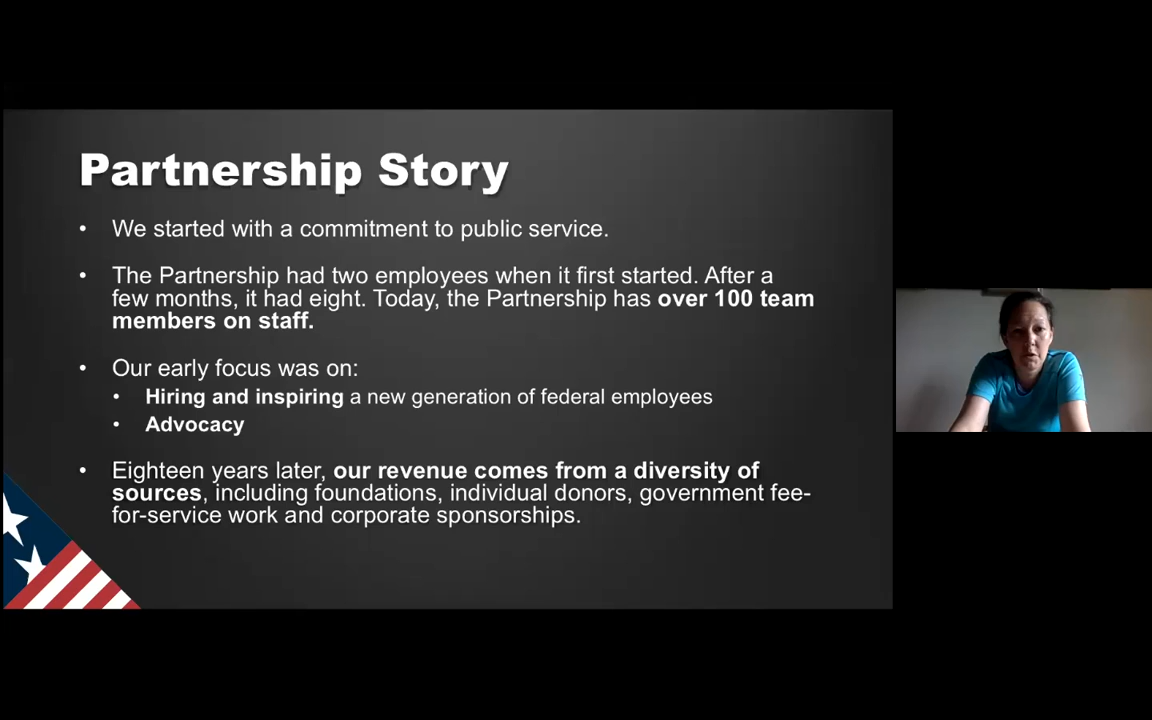 Partnership Story
• We started with a commitment to public service.
• The Partnership had two employees when it first started. After a
few months, it had eight. Today, the Partnership has over 100 team
members on staff.
• Our early focus was on:
• Hiring and inspiring a new generation of federal employees
• Advocacy
• Eighteen years later, our revenue comes from a diversity of
sources, including foundations, individual donors, government fee-
for-service work and corporate sponsorships.